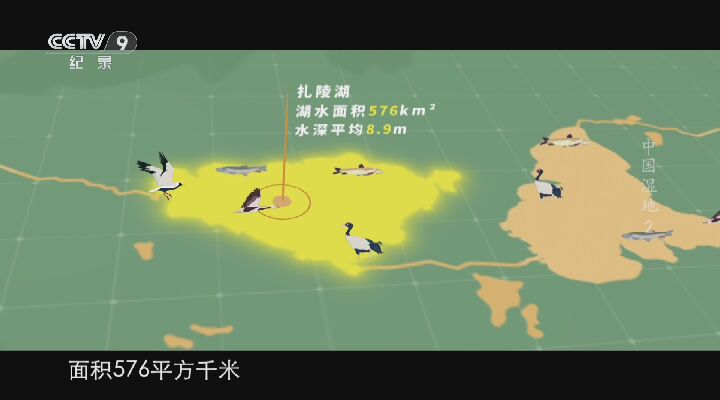 CCTV 9
纪录
扎陵湖
湖水面积576km²
水深平均8.9m
中国湿地2
面积576平方千米